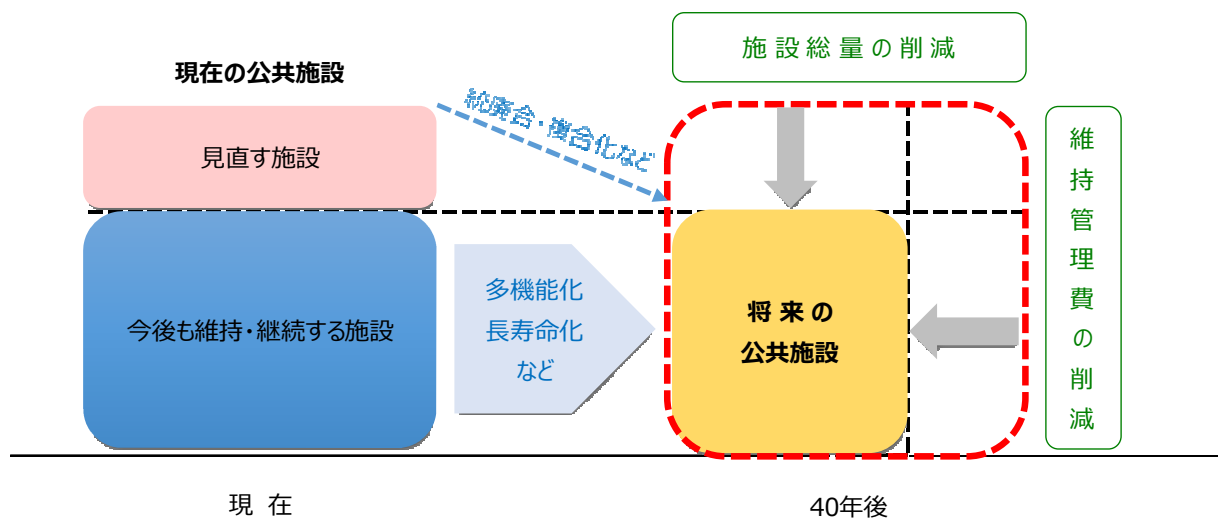 施設総量の削減
現在の公共施設
統廃合・複合化など
見直す施設
維持管理費の削減
今後も維持・継続する施設
多機能化
長寿命化
など
将来の
公共施設
現在
40年後